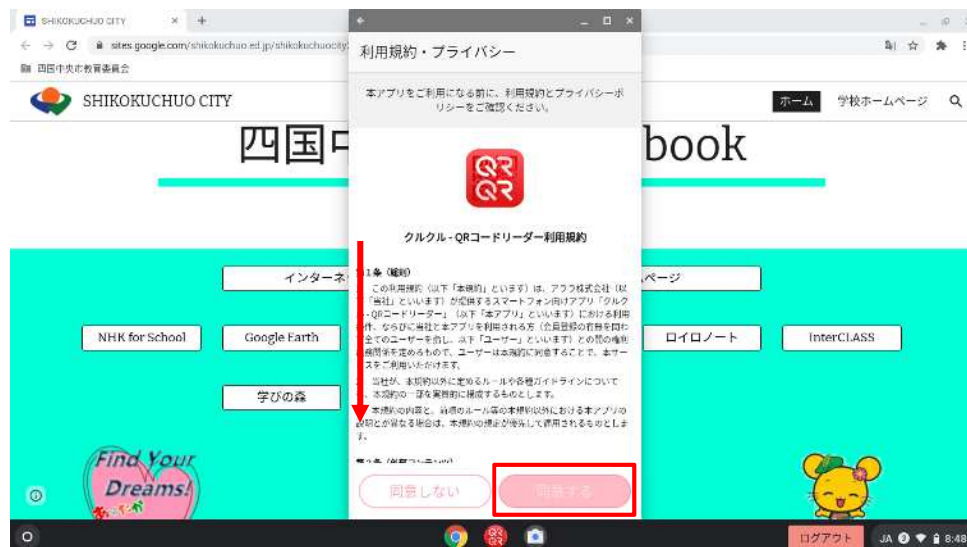 SHIKOKUCHUO CITY
利用規約・プライバシー
四国中央市教育委員会
本アプリをご利用になる前に、利用規約とプライバシーポ
リシーをご確認ください。
SHIKOKUCHUO CITY
ホーム
学校ホームページ
四国
book
QR
QR
クルクル - QRコードリーダー利用規約
この利用規約（以下「本規約」といいます）は、アララ株式会社（以
「当社」といいます）が提供するスマートフォン向けアプリ「クルク
- QRコードリーダー」（以下「本アプリ」といいます）における利用
件、ならびに当社と本アプリを利用される方（会員登録の有無を問わ
全てのユーザーを指し、以下「ユーザー」といいます）との間の権利
務関係を定めるもので、ユーザーは本規約に同意することで、本サー
スをご利用いただけます。
当社が、本規約以外に定めるルールや各種ガイドラインについて
、本規約の一部を実質的に構成するものとします。
本規約の内容と、前項のルール等の本規約以外における本アプリの
説明とが異なる場合は、本規約の規定が優先して適用されるものとしま
す。
インターネ
ページ
NHK for School
Google Earth
ロイロノート
InterCLASS
学びの森
Find Your
Dreams!
同意しない
同意する
ログアウト
JA
8:48